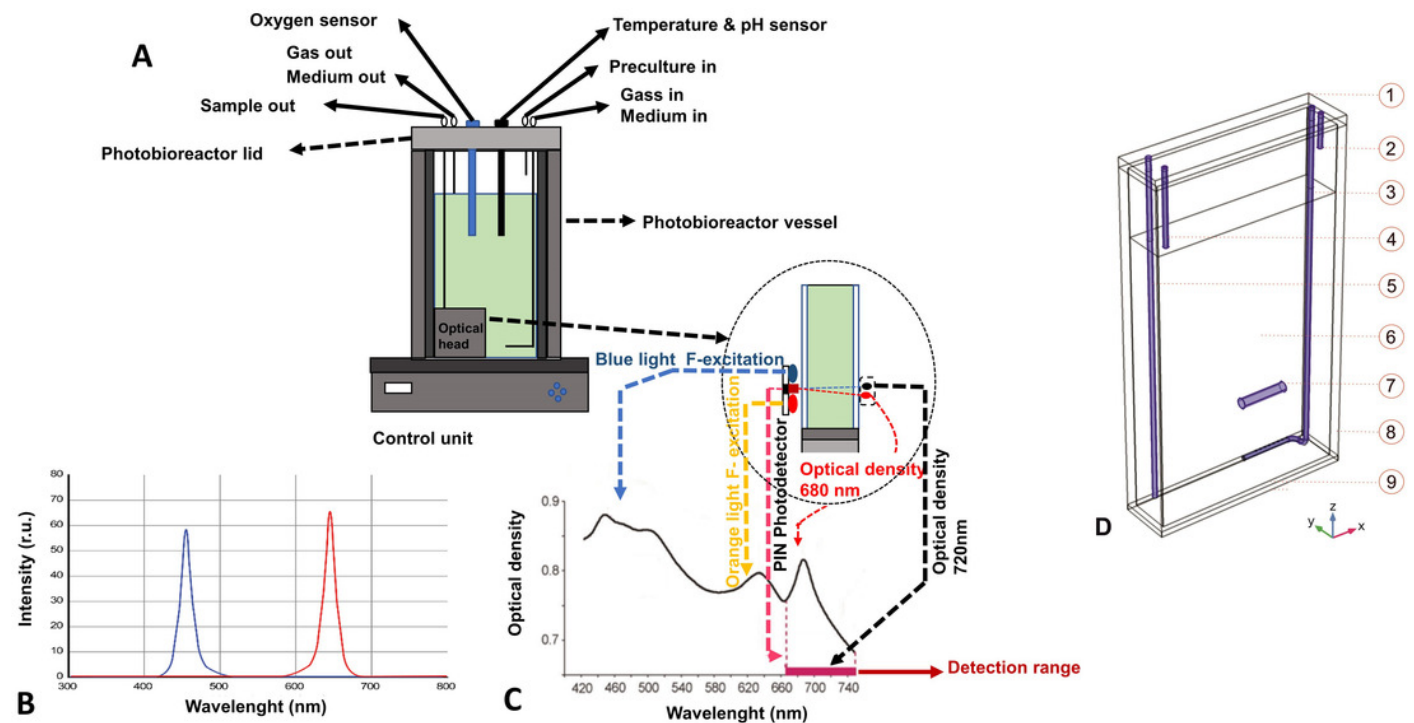 A
Oxygen sensor
Gas out
Medium out
Sample out
Photobioreactor lid
Temperature & pH sensor
Preculture in
Gass in
Medium in
Photobioreactor vessel
Optical
head
Control unit
Blue light F-excitation
Orange light F- excitation
PIN Photodetector
Optical density
680 nm
Optical density
720nm
B
Intensity (r.u.)
80
70
60
50
40
30
20
10
0
300
400
500
600
700
800
Wavelenght (nm)
C
Optical density
0.9
0.8
0.7
420
460
500
520
540
580
620
660
700
740
Wavelenght (nm)
Detection range
D
1
2
3
4
5
6
7
8
9
z
y
x